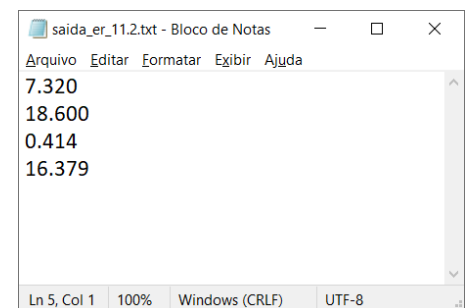 saida_er_11.2.txt - Bloco de Notas
Arquivo Editar Formatar Exibir Ajuda
7.320
18.600
0.414
16.379
Ln 5, Col 1 100% Windows (CRLF) UTF-8